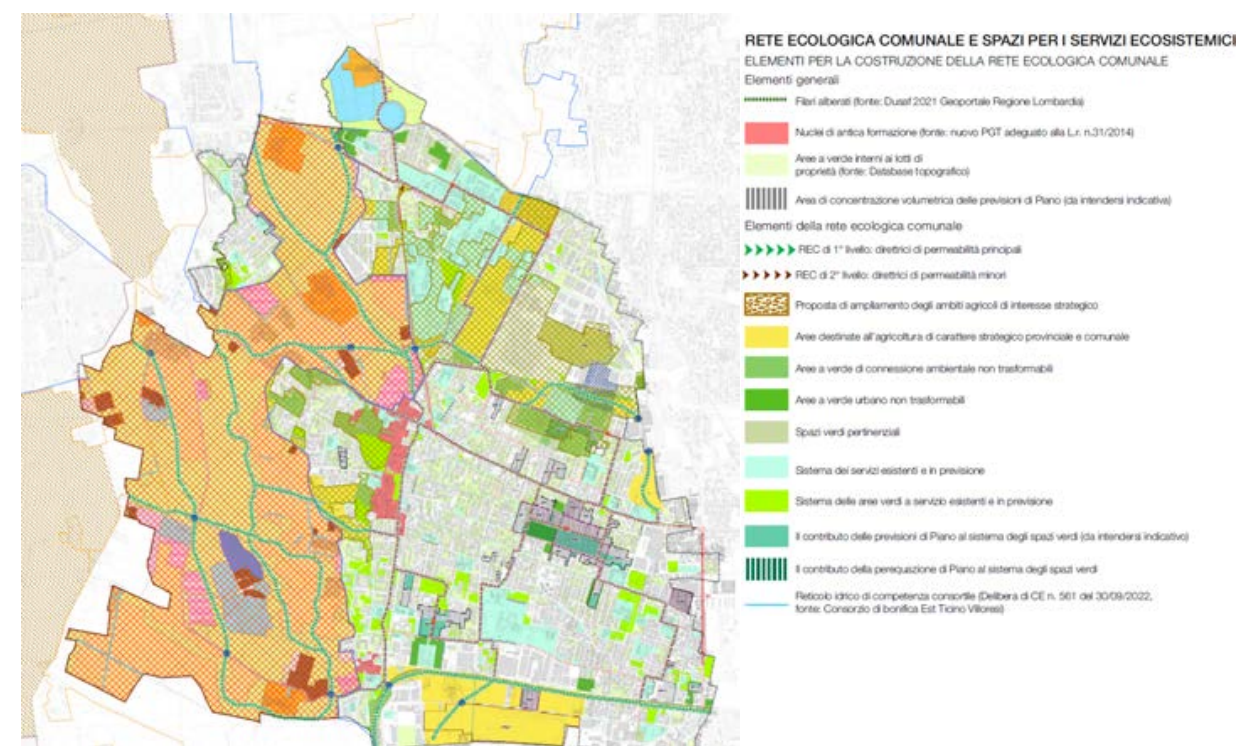 RETE ECOLOGICA COMUNALE E SPAZI PER I SERVIZI ECOSISTEMICI
ELEMENTI PER LA COSTRUZIONE DELLA RETE ECOLOGICA COMUNALE
Elementi generali
Filari alberati (fonte: Dusaf 2021 Geoportale Regione Lombardia)
Nuclei di antica formazione (fonte: nuovo PGT adeguato alla L.r. n.31/2014)
Aree a verde interni ai lotti di
proprietà (fonte: Database topografico)
Area di concentrazione volumetrica delle previsioni di Piano (da intendersi indicativa)
Elementi della rete ecologica comunale
REC di 1° livello: direttrici di permeabilità principali
REC di 2° livello: direttrici di permeabilità minori
Proposta di ampliamento degli ambiti agricoli di interesse strategico
Aree destinate all'agricoltura di carattere strategico provinciale e comunale
Aree a verde di connessione ambientale non trasformabili
Aree a verde urbano non trasformabili
Spazi verdi pertinenziali
Sistema dei servizi esistenti e in previsione
Sistema delle aree verdi a servizio esistenti e in previsione
Il contributo delle previsioni di Piano al sistema degli spazi verdi (da intendersi indicativo)
Il contributo della perequazione di Piano al sistema degli spazi verdi
Reticolo idrico di competenza consortile (Delibera di CE n. 561 del 30/09/2022,
fonte: Consorzio di bonifica Est Ticino Villoresi)